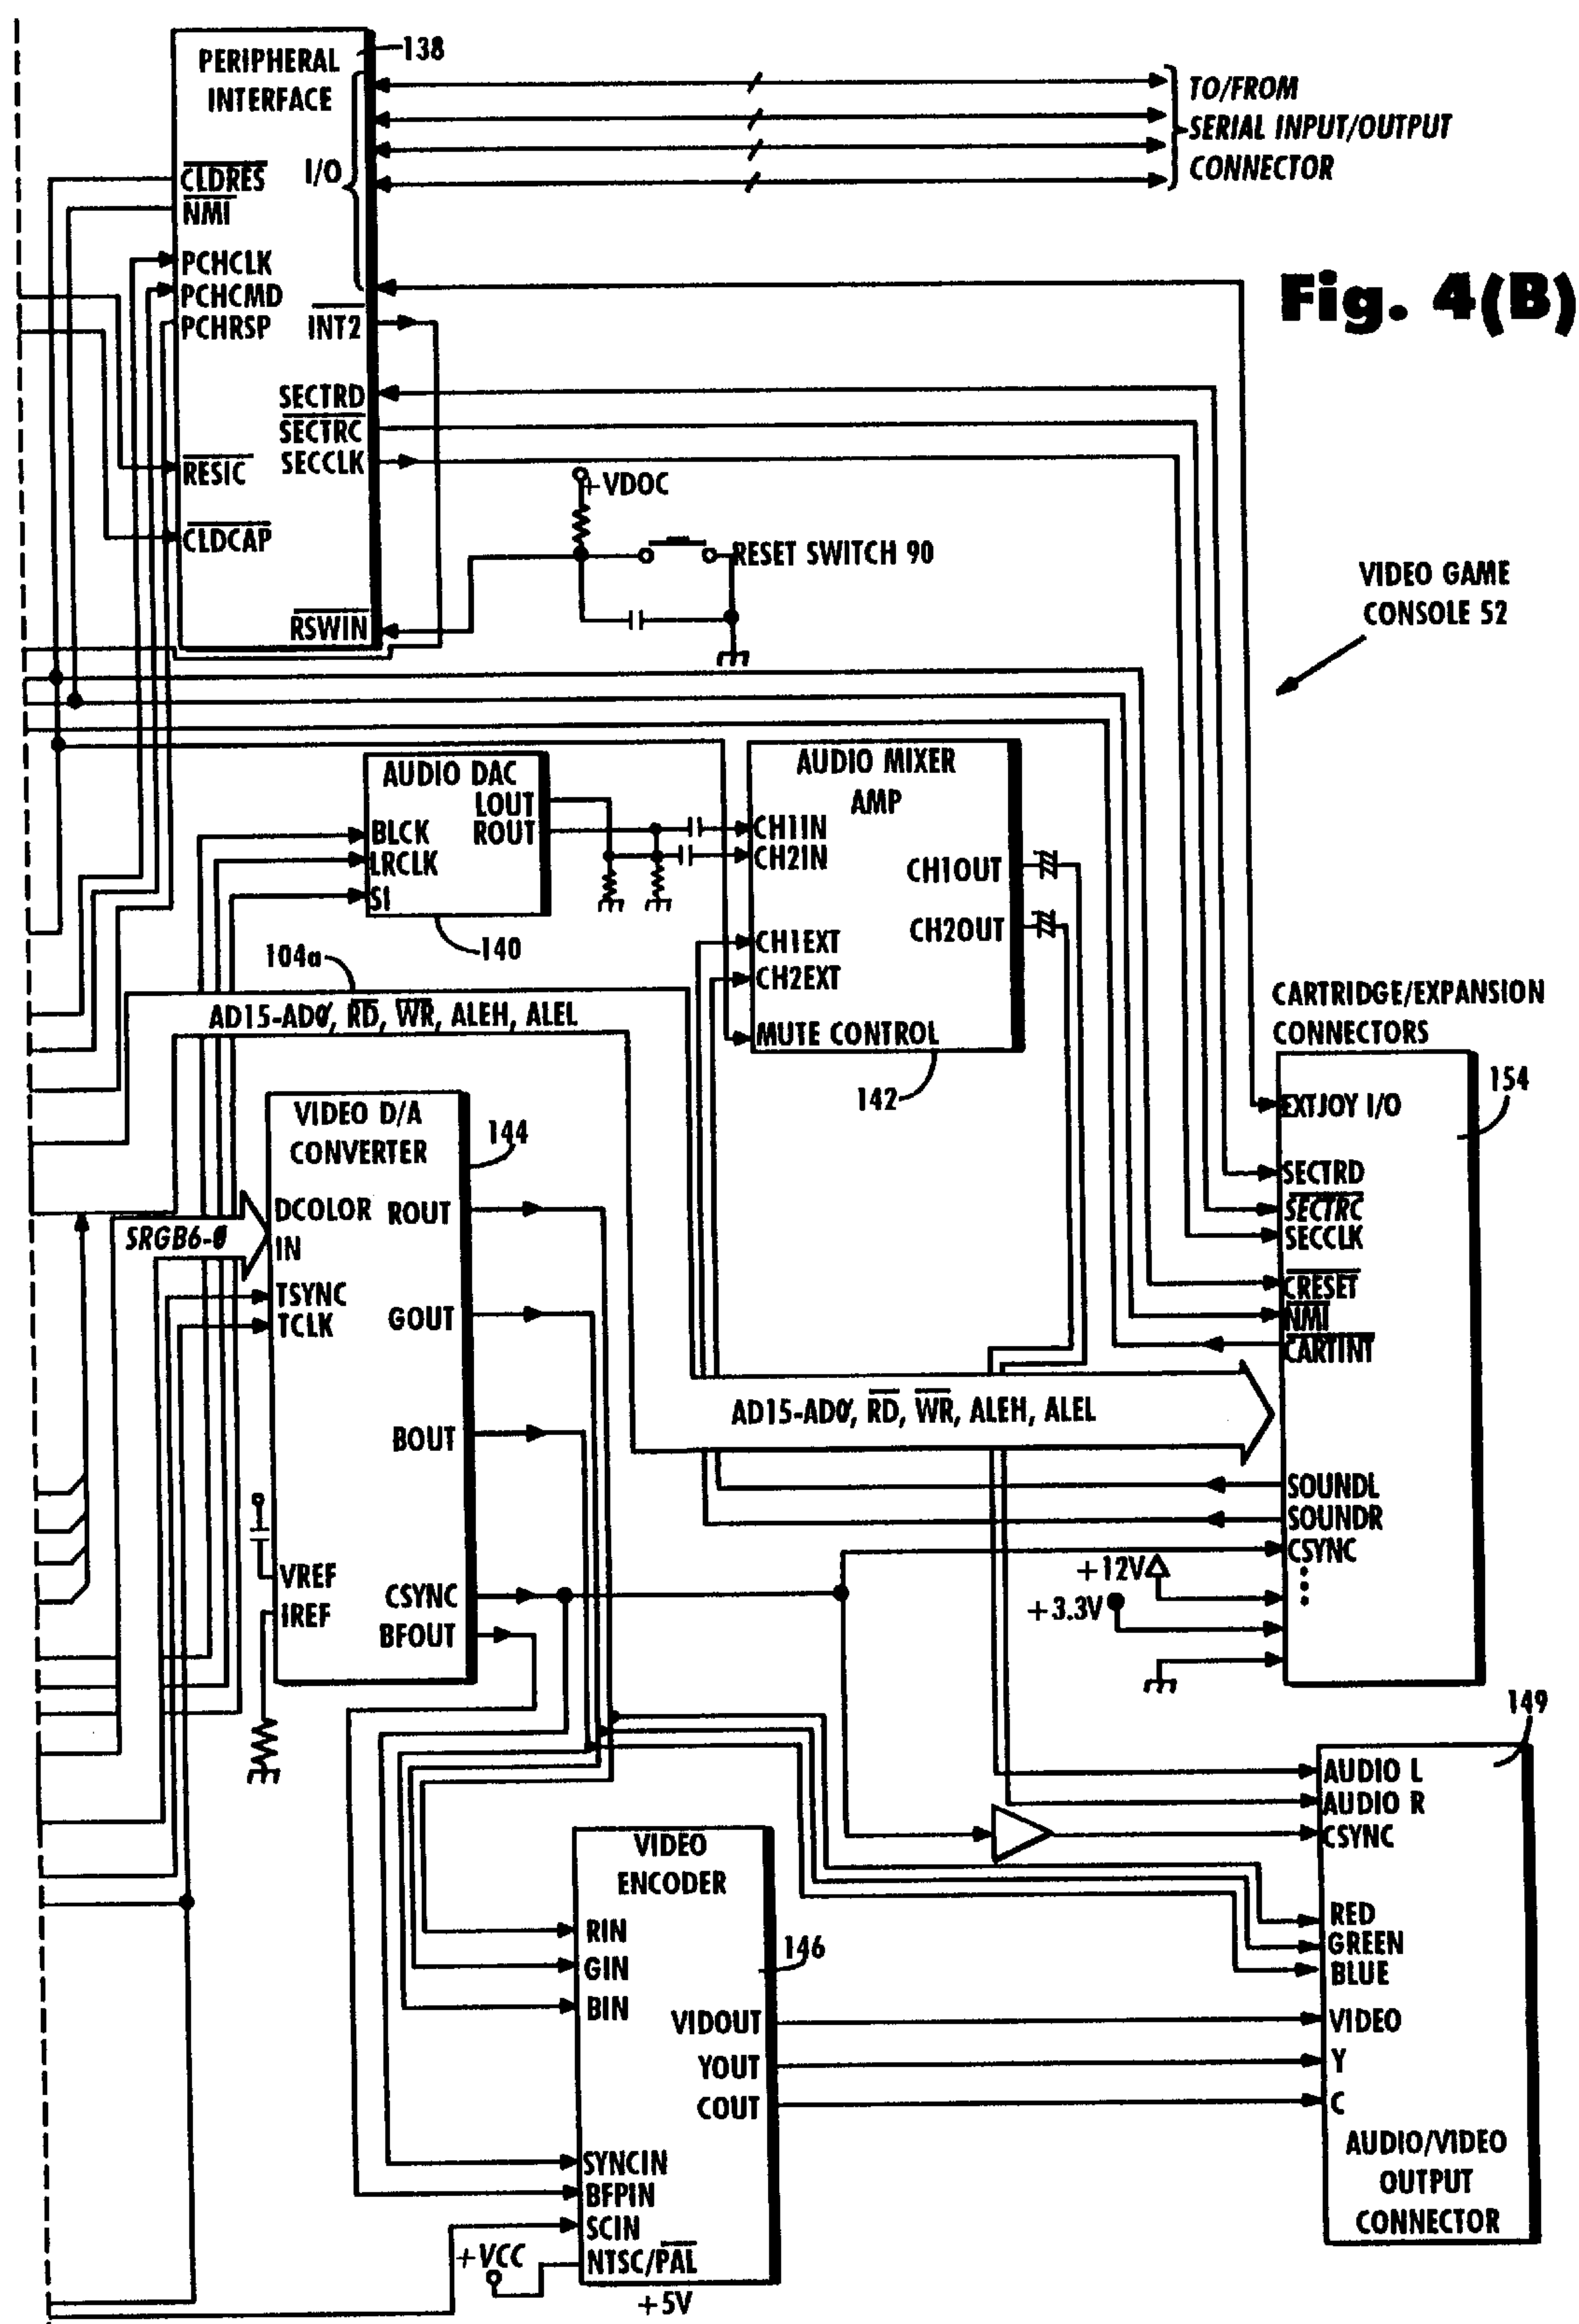 PERIPHERAL
INTERFACE
138
I/O
TO/FROM
SERIAL INPUT/OUTPUT
CONNECTOR
Fig. 4(B)
CLDRES
NMI
PCHCLK
PCHCMD
PCHRSP
INT2
SECTRD
SECTRC
SECCLK
RESIC
CLDCAP
RSWIN
+VDOC
RESET SWITCH 90
VIDEO GAME
CONSOLE 52
AUDIO DAC
LOUT
ROUT
BLCK
LRCLK
SI
140
AUDIO MIXER
AMP
CH1IN
CH2IN
CH1OUT
CH2OUT
CH1EXT
CH2EXT
MUTE CONTROL
142
104a
AD15-AD0, RD, WR, ALEH, ALEL
CARTRIDGE/EXPANSION
CONNECTORS
154
EXTJOY I/O
SECTRD
SECTRC
SECCLK
CRESET
NMI
CARTINT
SOUNDL
SOUNDR
CSYNC
+12V
+3.3V
VIDEO D/A
CONVERTER
144
DCOLOR
IN
SRGB6-0
TSYNC
TCLK
ROUT
GOUT
BOUT
VREF
IREF
CSYNC
BFOUT
AD15-AD0, RD, WR, ALEH, ALEL
149
AUDIO L
AUDIO R
CSYNC
RED
GREEN
BLUE
VIDEO
Y
C
AUDIO/VIDEO
OUTPUT
CONNECTOR
VIDEO
ENCODER
146
RIN
GIN
BIN
VIDOUT
YOUT
COUT
SYNCIN
BFPIN
SCIN
NTSC/PAL
+VCC
+5V